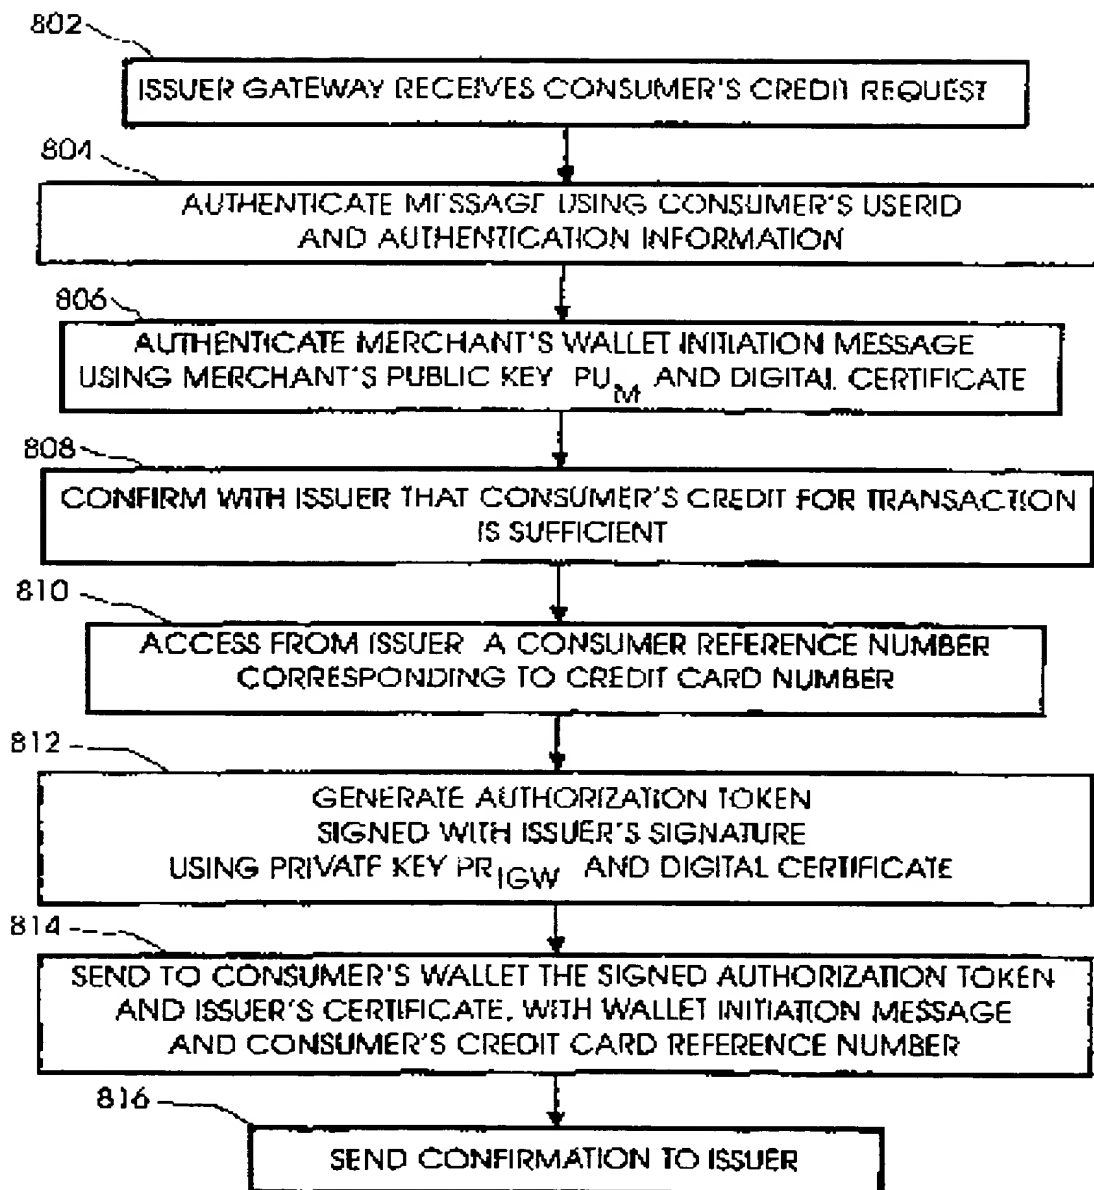 802
ISSUER GATEWAY RECEIVES CONSUMER'S CREDIT REQUEST
804
AUTHENTICATE MESSAGE USING CONSUMER'S USERID
AND AUTHENTICATION INFORMATION
806
AUTHENTICATE MERCHANT'S WALLET INITIATION MESSAGE
USING MERCHANT'S PUBLIC KEY PU_M AND DIGITAL CERTIFICATE
808
CONFIRM WITH ISSUER THAT CONSUMER'S CREDIT FOR TRANSACTION
IS SUFFICIENT
810
ACCESS FROM ISSUER A CONSUMER REFERENCE NUMBER
CORRESPONDING TO CREDIT CARD NUMBER
812
GENERATE AUTHORIZATION TOKEN
SIGNED WITH ISSUER'S SIGNATURE
USING PRIVATE KEY PR_IGW AND DIGITAL CERTIFICATE
814
SEND TO CONSUMER'S WALLET THE SIGNED AUTHORIZATION TOKEN
AND ISSUER'S CERTIFICATE, WITH WALLET INITIATION MESSAGE
AND CONSUMER'S CREDIT CARD REFERENCE NUMBER
816
SEND CONFIRMATION TO ISSUER